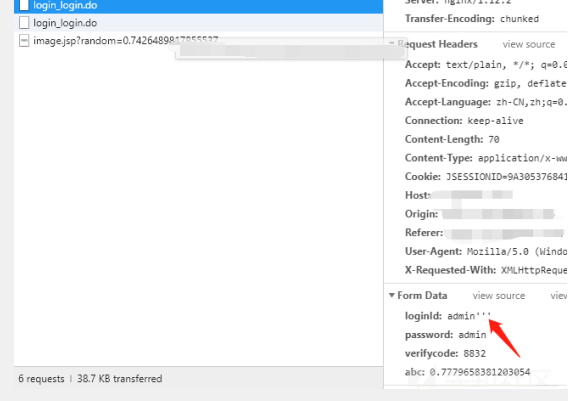 login_login.do
login_login.do
image.jsp?random=0.7426489817855537
6 requests | 38.7 KB transferred
Server: nginx/1.12.2
Transfer-Encoding: chunked
Request Headers view source
Accept: text/plain, */*; q=0.0
Accept-Encoding: gzip, deflate
Accept-Language: zh-CN,zh;q=0.
Connection: keep-alive
Content-Length: 70
Content-Type: application/x-ww
Cookie: JSESSIONID=9A305376841
Host:
Origin:
Referer:
User-Agent: Mozilla/5.0 (Windo
X-Requested-With: XMLHttpReque
Form Data view source view
loginId: admin'''
password: admin
verifycode: 8832
abc: 0.7779658381203054